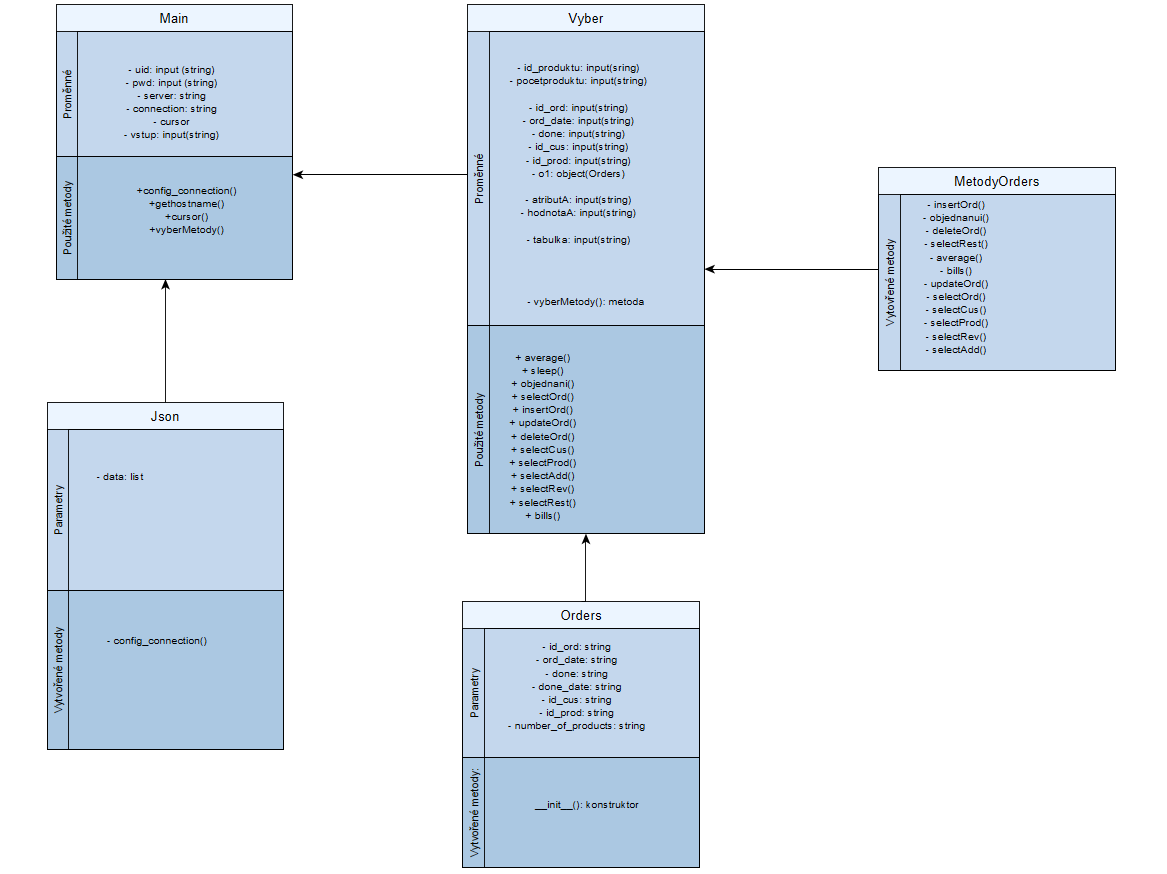 Main
Proměnné
- uid: input (string)
- pwd: input (string)
- server: string
- connection: string
- cursor
- vstup: input(string)
Použité metody
+config_connection()
+gethostname()
+cursor()
+vyberMetody()
Vyber
Proměnné
- id_produktu: input(sring)
- pocetproduktu: input(string)
- id_ord: input(string)
- ord_date: input(string)
- done: input(string)
- id_cus: input(string)
- id_prod: input(string)
- o1: object(Orders)
- atributA: input(string)
- hodnotaA: input(string)
- tabulka: input(string)
- vyberMetody(): metoda
Použité metody
+ average()
+ sleep()
+ objednani()
+ selectOrd()
+ insertOrd()
+ updateOrd()
+ deleteOrd()
+ selectCus()
+ selectProd()
+ selectAdd()
+ selectRev()
+ selectRest()
+ bills()
MetodyOrders
Vytovřené metody
- insertOrd()
- objednanui()
- deleteOrd()
- selectRest()
- average()
- bills()
- updateOrd()
- selectOrd()
- selectCus()
- selectProd()
- selectRev()
- selectAdd()
Json
Parametry
- data: list
Vytvořené metody
- config_connection()
Orders
Parametry
- id_ord: string
- ord_date: string
- done: string
- done_date: string
- id_cus: string
- id_prod: string
- number_of_products: string
Vytvořené metody:
__init__(): konstruktor